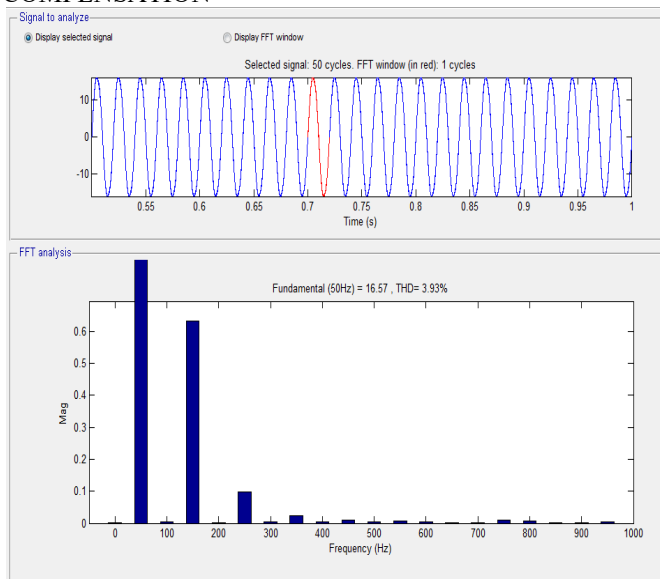 COMPENSATION
Signal to analyze
Display selected signal Display FFT window
Selected signal: 50 cycles. FFT window (in red): 1 cycles
10
0
-10
0.55 0.6 0.65 0.7 0.75 0.8 0.85 0.9 0.95 1
Time (s)
FFT analysis
Fundamental (50Hz) = 16.57 , THD= 3.93%
0.6
0.5
0.4
0.3
0.2
0.1
0
Mag
0 100 200 300 400 500 600 700 800 900 1000
Frequency (Hz)